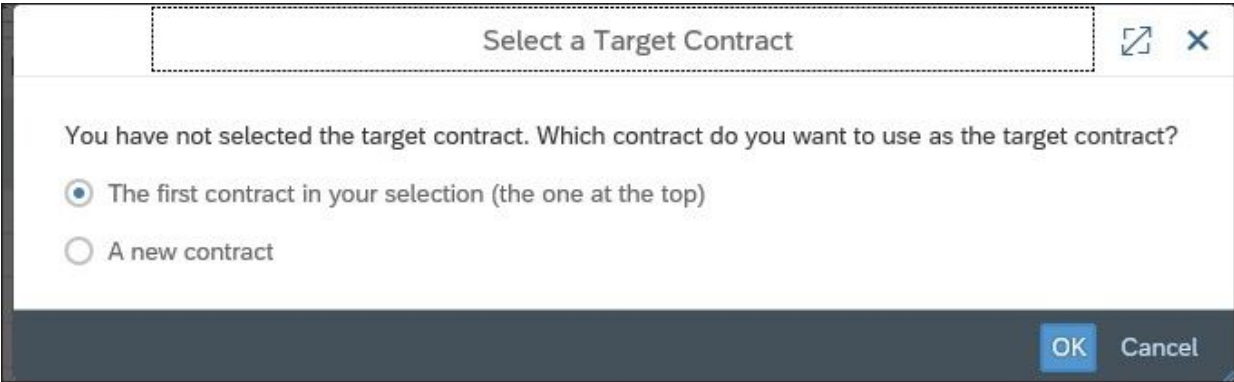 Select a Target Contract
You have not selected the target contract. Which contract do you want to use as the target contract?
The first contract in your selection (the one at the top)
A new contract
OK Cancel